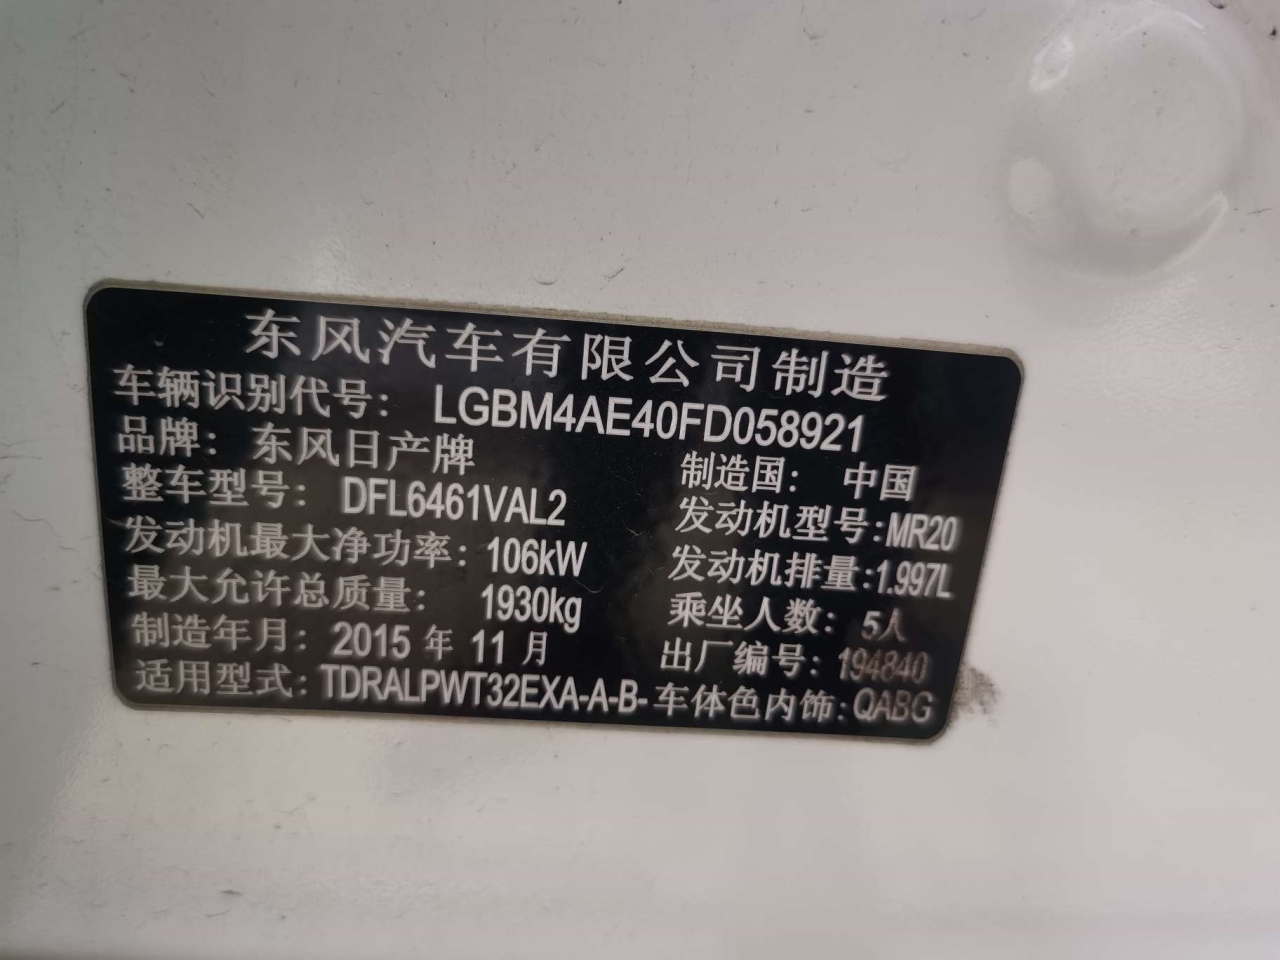 东风汽车有限公司制造
车辆识别代号: LGBM4AE40FD058921
品牌: 东风日产牌 制造国: 中国
整车型号: DFL6461VAL2 发动机型号:MR20
发动机最大净功率: 106kW 发动机排量:1.997L
最大允许总质量: 1930kg 乘坐人数: 5人
制造年月: 2015 年 11 月 出厂编号: 194840
适用型式: TDRALPWT32EXA-A-B- 车体色内饰:QABG